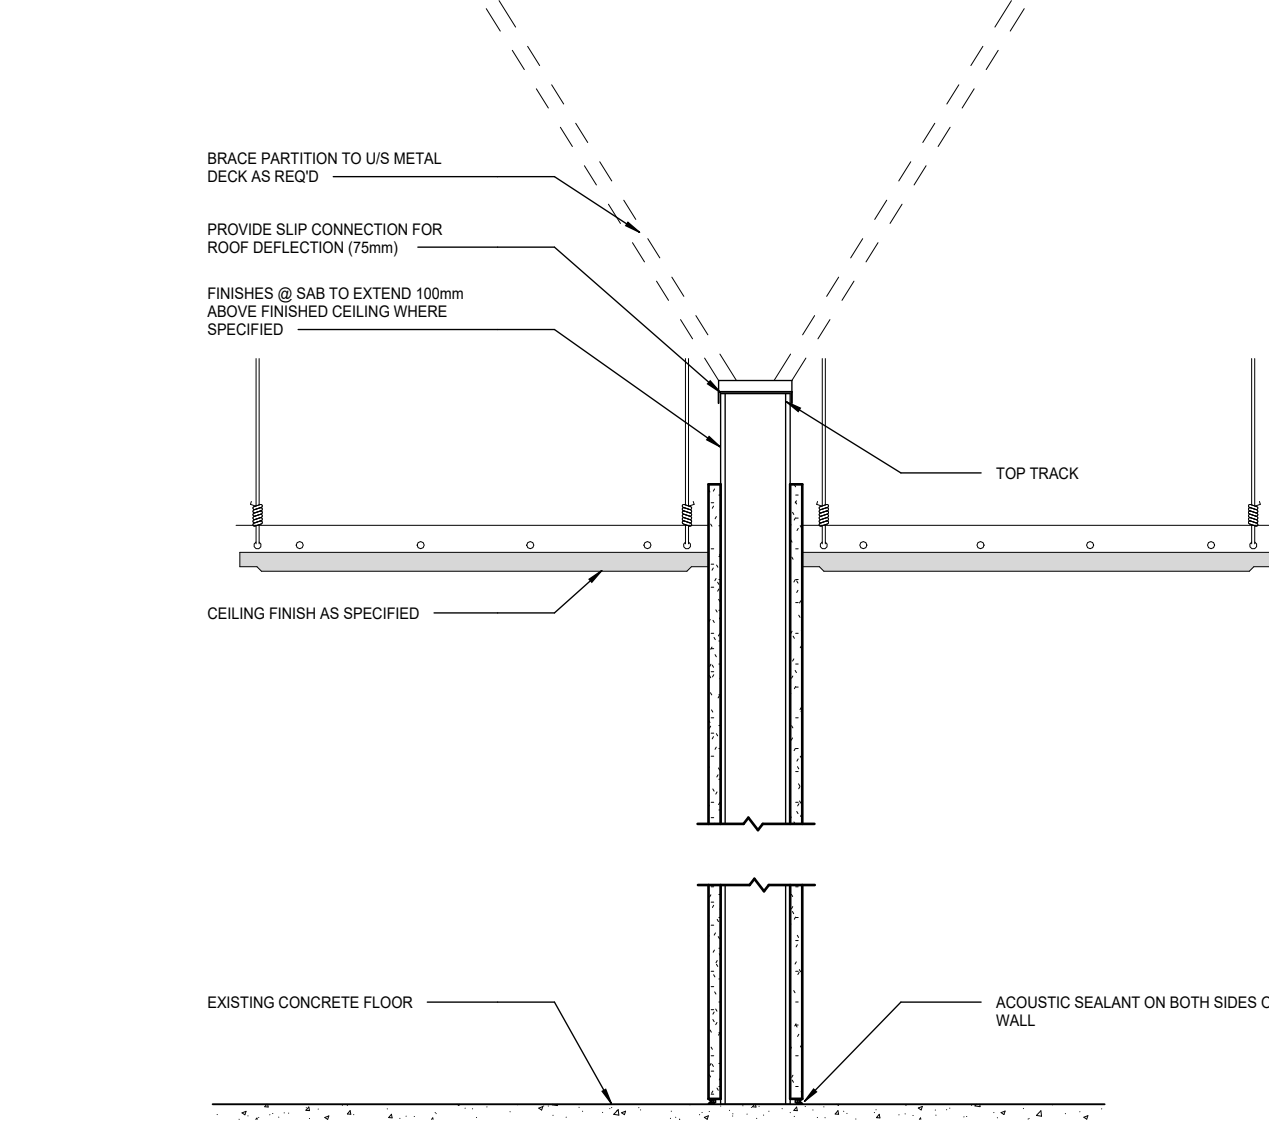 BRACE PARTITION TO U/S METAL
DECK AS REQ'D
PROVIDE SLIP CONNECTION FOR
ROOF DEFLECTION (75mm)
FINISHES @ SAB TO EXTEND 100mm
ABOVE FINISHED CEILING WHERE
SPECIFIED
TOP TRACK
CEILING FINISH AS SPECIFIED
EXISTING CONCRETE FLOOR
ACOUSTIC SEALANT ON BOTH SIDES
WALL